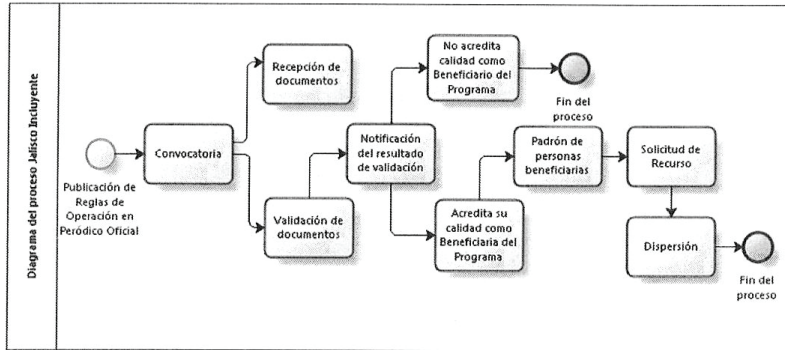 Diagrama del proceso Jalisco Incluyente
Publicación de
Reglas de
Operación en
Periódico Oficial
Convocatoria
Recepción de
documentos
Validación de
documentos
Notificación
del resultado
de validación
No acredita
calidad como
Beneficiario del
Programa
Fin del
proceso
Acredita su
calidad como
Beneficiaria del
Programa
Padrón de
personas
beneficiarias
Solicitud de
Recurso
Dispersión
Fin del
proceso